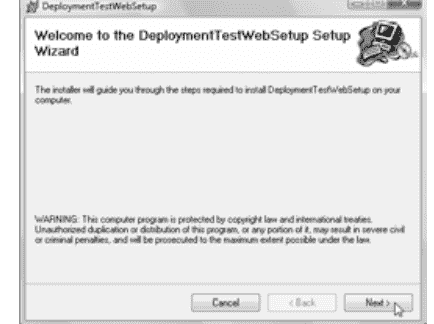 DeploymentTestWebSetup
Welcome to the DeploymentTestWebSetup Setup
Wizard
The installer will guide you through the steps required to install DeploymentTestWebSetup on your
computer.
WARNING: This computer program is protected by copyright law and international treaties.
Unauthorized duplication or distribution of this program, or any portion of it, may result in severe civil
or criminal penalties, and will be prosecuted to the maximum extent possible under the law.
Cancel
< Back
Next >